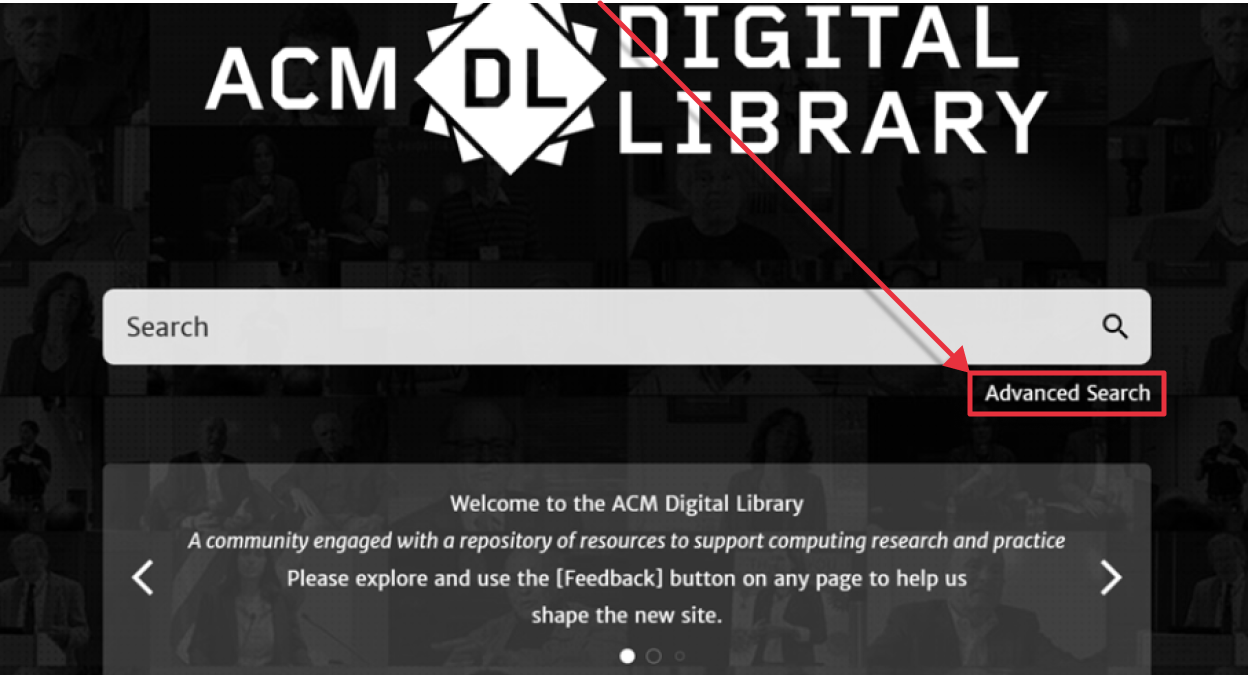 ACM DL DIGITAL
LIBRARY
Search
Advanced Search
Welcome to the ACM Digital Library
A community engaged with a repository of resources to support computing research and practice
Please explore and use the [Feedback] button on any page to help us
shape the new site.